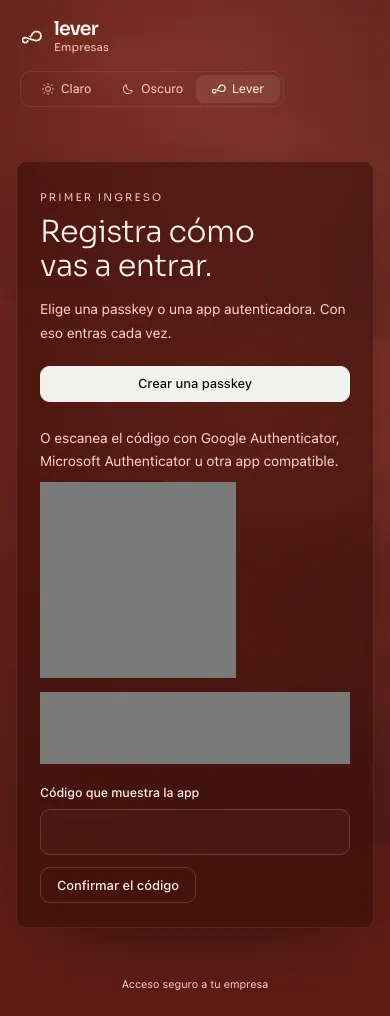 lever
Empresas
Claro
Oscuro
Lever
PRIMER INGRESO
Registra cómo
vas a entrar.
Elige una passkey o una app autenticadora. Con
eso entras cada vez.
Crear una passkey
O escanea el código con Google Authenticator,
Microsoft Authenticator u otra app compatible.
Código que muestra la app
Confirmar el código
Acceso seguro a tu empresa